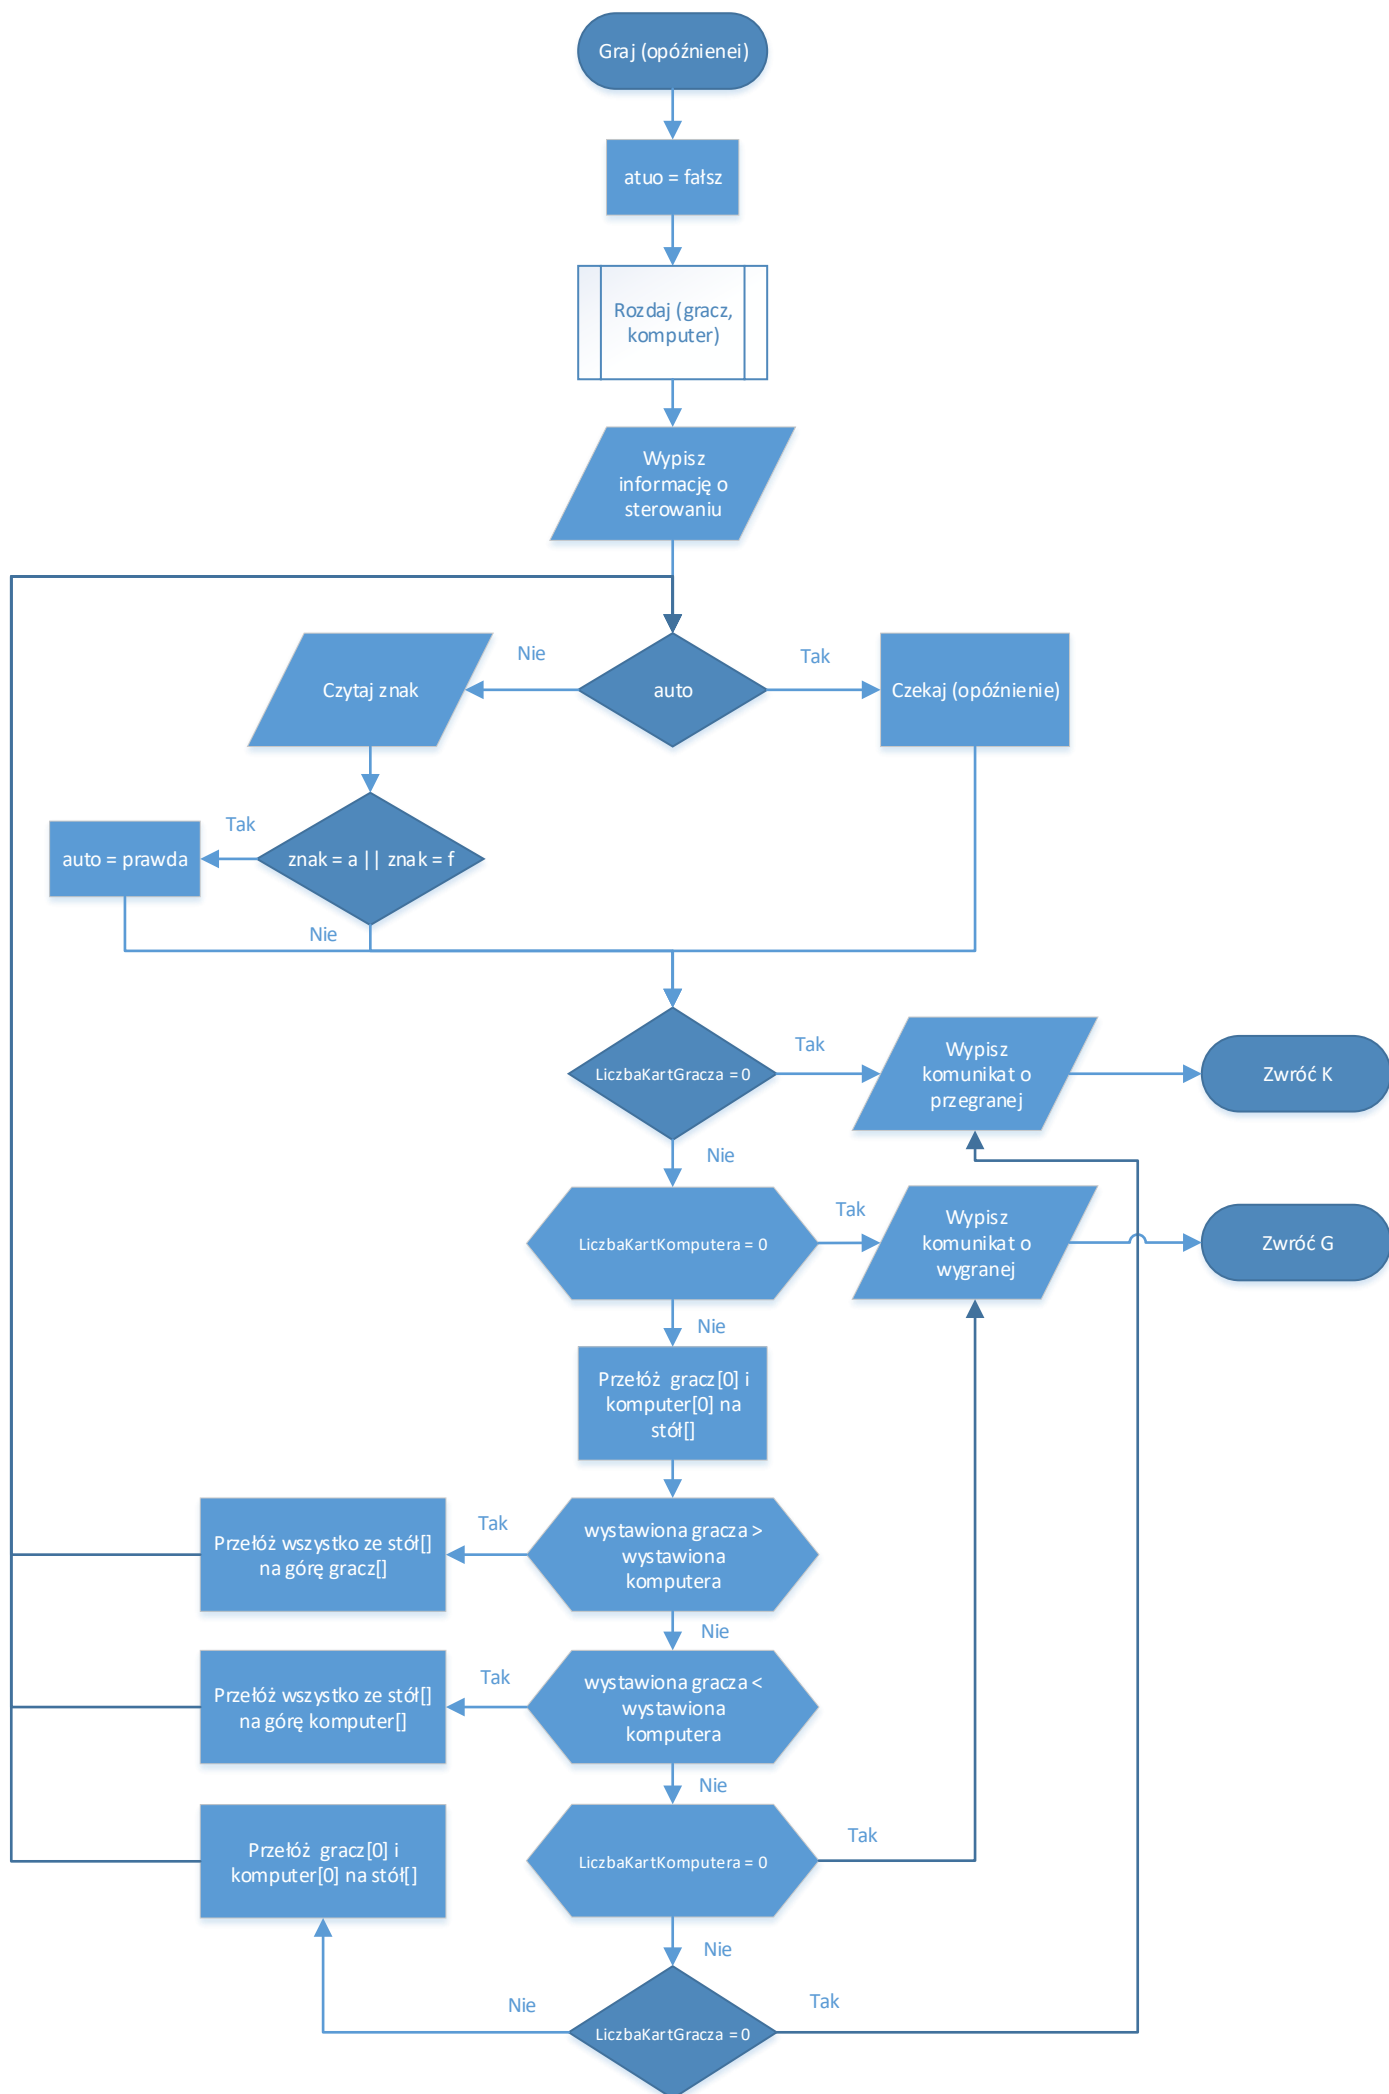 Graj (opóźnienei)
atuo = fałsz
Rozdaj (gracz,
komputer)
Wypisz
informację o
sterowaniu
Nie
Tak
Czytaj znak
auto
Czekaj (opóźnienie)
Tak
auto = prawda
znak = a || znak = f
Nie
LiczbaKartGracza = 0
Tak
Wypisz
komunikat o
przegranej
Zwróć K
Nie
LiczbaKartKomputera = 0
Tak
Wypisz
komunikat o
wygranej
Zwróć G
Nie
Przełóż gracz[0] i
komputer[0] na
stół[]
Przełóż wszystko ze stół[]
na górę gracz[]
Tak
wystawiona gracza >
wystawiona
komputera
Nie
Przełóż wszystko ze stół[]
na górę komputer[]
Tak
wystawiona gracza <
wystawiona
komputera
Nie
Przełóż gracz[0] i
komputer[0] na stół[]
LiczbaKartKomputera = 0
Tak
Nie
Nie
LiczbaKartGracza = 0
Tak